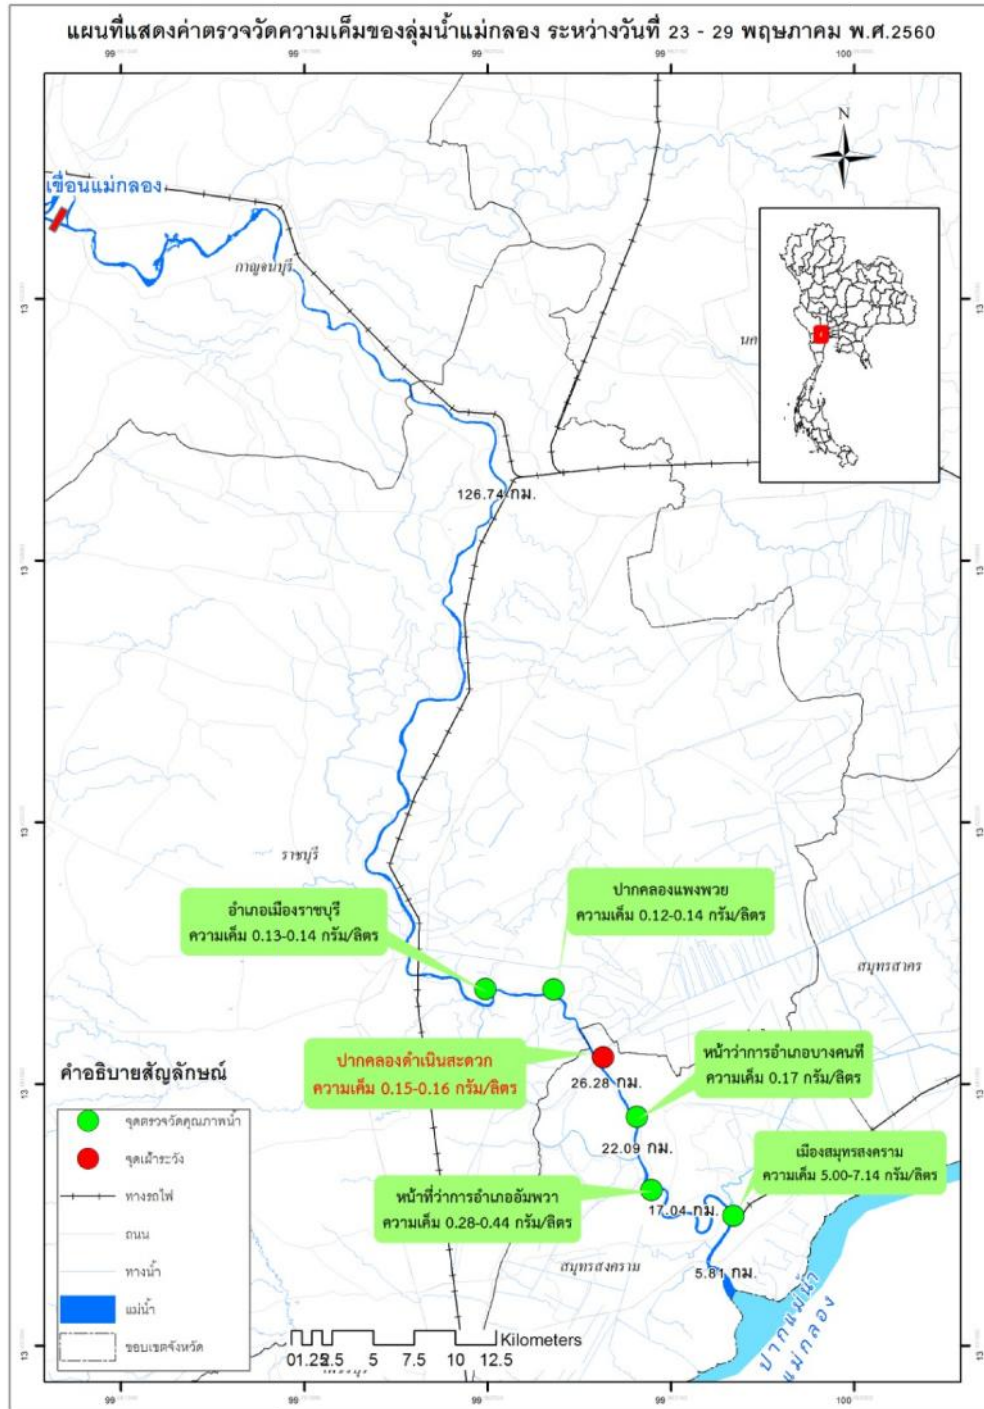 แผนที่แสดงค่าตรวจวัดความเค็มของลุ่มน้ำแม่กลอง ระหว่างวันที่ 23 - 29 พฤษภาคม พ.ศ.2560
N
เขื่อนแม่กลอง
กาญจนบุรี
126.74 กม.
ราชบุรี
ปากคลองแพงพวย
ความเค็ม 0.12-0.14 กรัม/ลิตร
อำเภอเมืองราชบุรี
ความเค็ม 0.13-0.14 กรัม/ลิตร
สมุทรสาคร
ปากคลองดำเนินสะดวก
ความเค็ม 0.15-0.16 กรัม/ลิตร
หน้าว่าการอำเภอบางคนที
ความเค็ม 0.17 กรัม/ลิตร
26.28 กม.
22.09 กม.
เมืองสมุทรสงคราม
ความเค็ม 5.00-7.14 กรัม/ลิตร
หน้าที่ว่าการอำเภออัมพวา
ความเค็ม 0.28-0.44 กรัม/ลิตร
17.04 กม.
สมุทรสงคราม
5.81 กม.
ปากแม่น้ำ
แม่กลอง
คำอธิบายสัญลักษณ์
จุดตรวจวัดคุณภาพน้ำ
จุดเฝ้าระวัง
ทางรถไฟ
ถนน
ทางน้ำ
แม่น้ำ
ขอบเขตจังหวัด
Kilometers
0 1.25 2.5 5 7.5 10 12.5